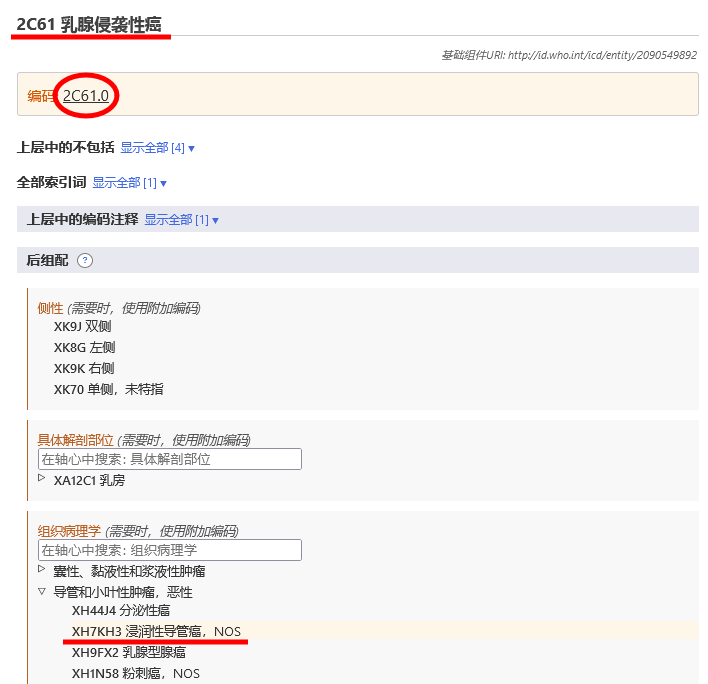 2C61 乳腺侵袭性癌
基础组件URI: http://id.who.int/icd/entity/2090549892
编码: 2C61.0
上层中的不包括 显示全部 [4] ▾
全部索引词 显示全部 [1] ▾
上层中的编码注释 显示全部 [1] ▾
后组配 ?
侧性 (需要时，使用附加编码)
XK9J 双侧
XK8G 左侧
XK9K 右侧
XK70 单侧，未特指
具体解剖部位 (需要时，使用附加编码)
在轴心中搜索: 具体解剖部位
▷ XA12C1 乳房
组织病理学 (需要时，使用附加编码)
在轴心中搜索: 组织病理学
▷ 囊性、黏液性和浆液性肿瘤
▽ 导管和小叶性肿瘤，恶性
XH44J4 分泌性癌
XH7KH3 浸润性导管癌，NOS
XH9FX2 乳腺型腺癌
XH1N58 粉刺癌，NOS